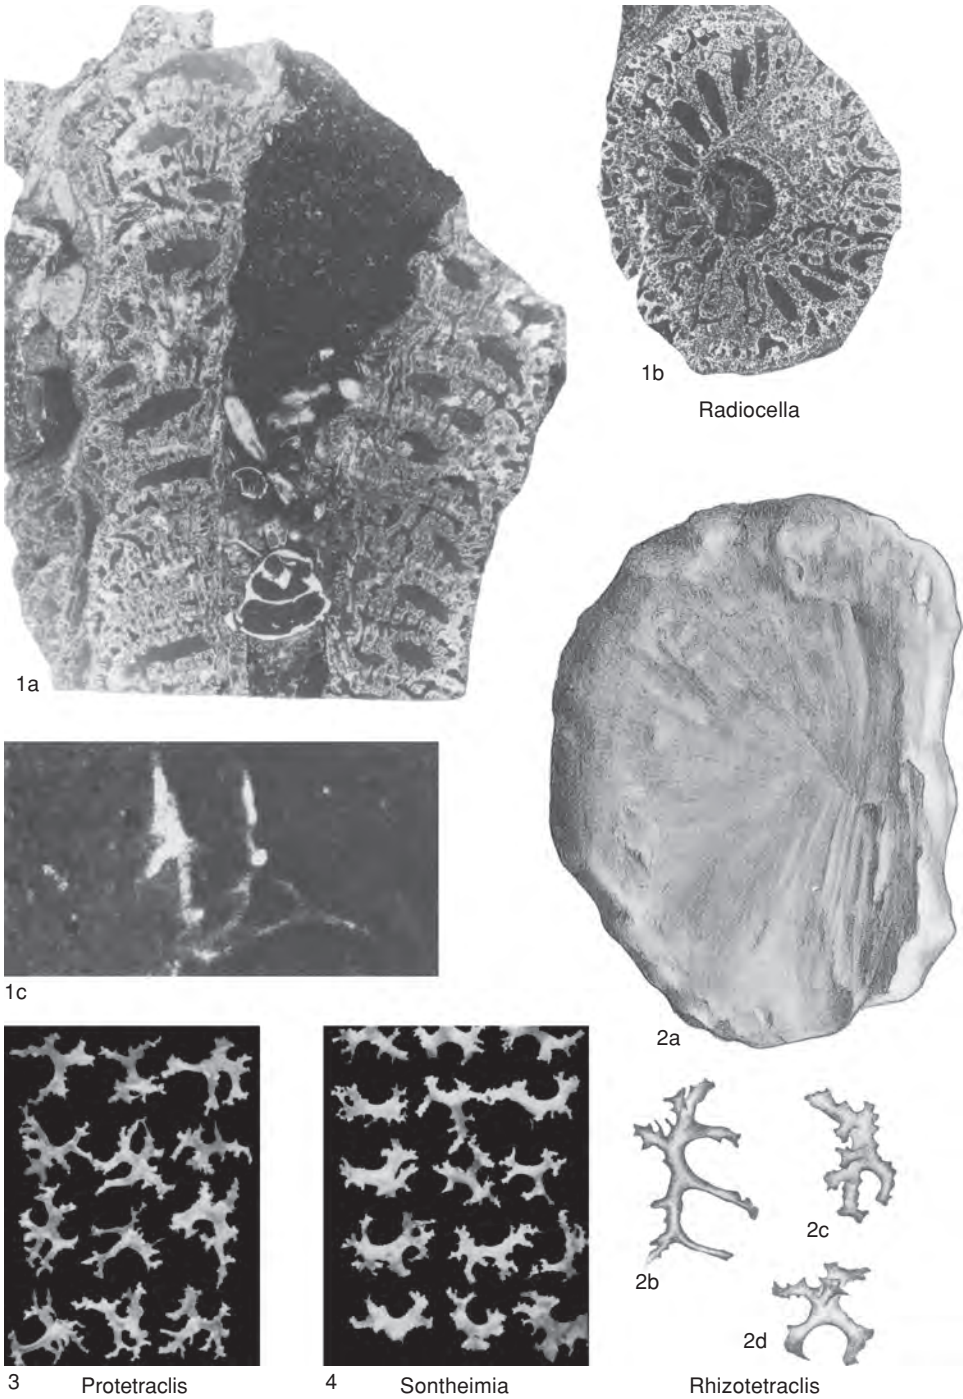 1a
1b
Radiocella
1c
2a
2b
2c
2d
3 Protetraclis
4 Sontheimia
Rhizotetraclis